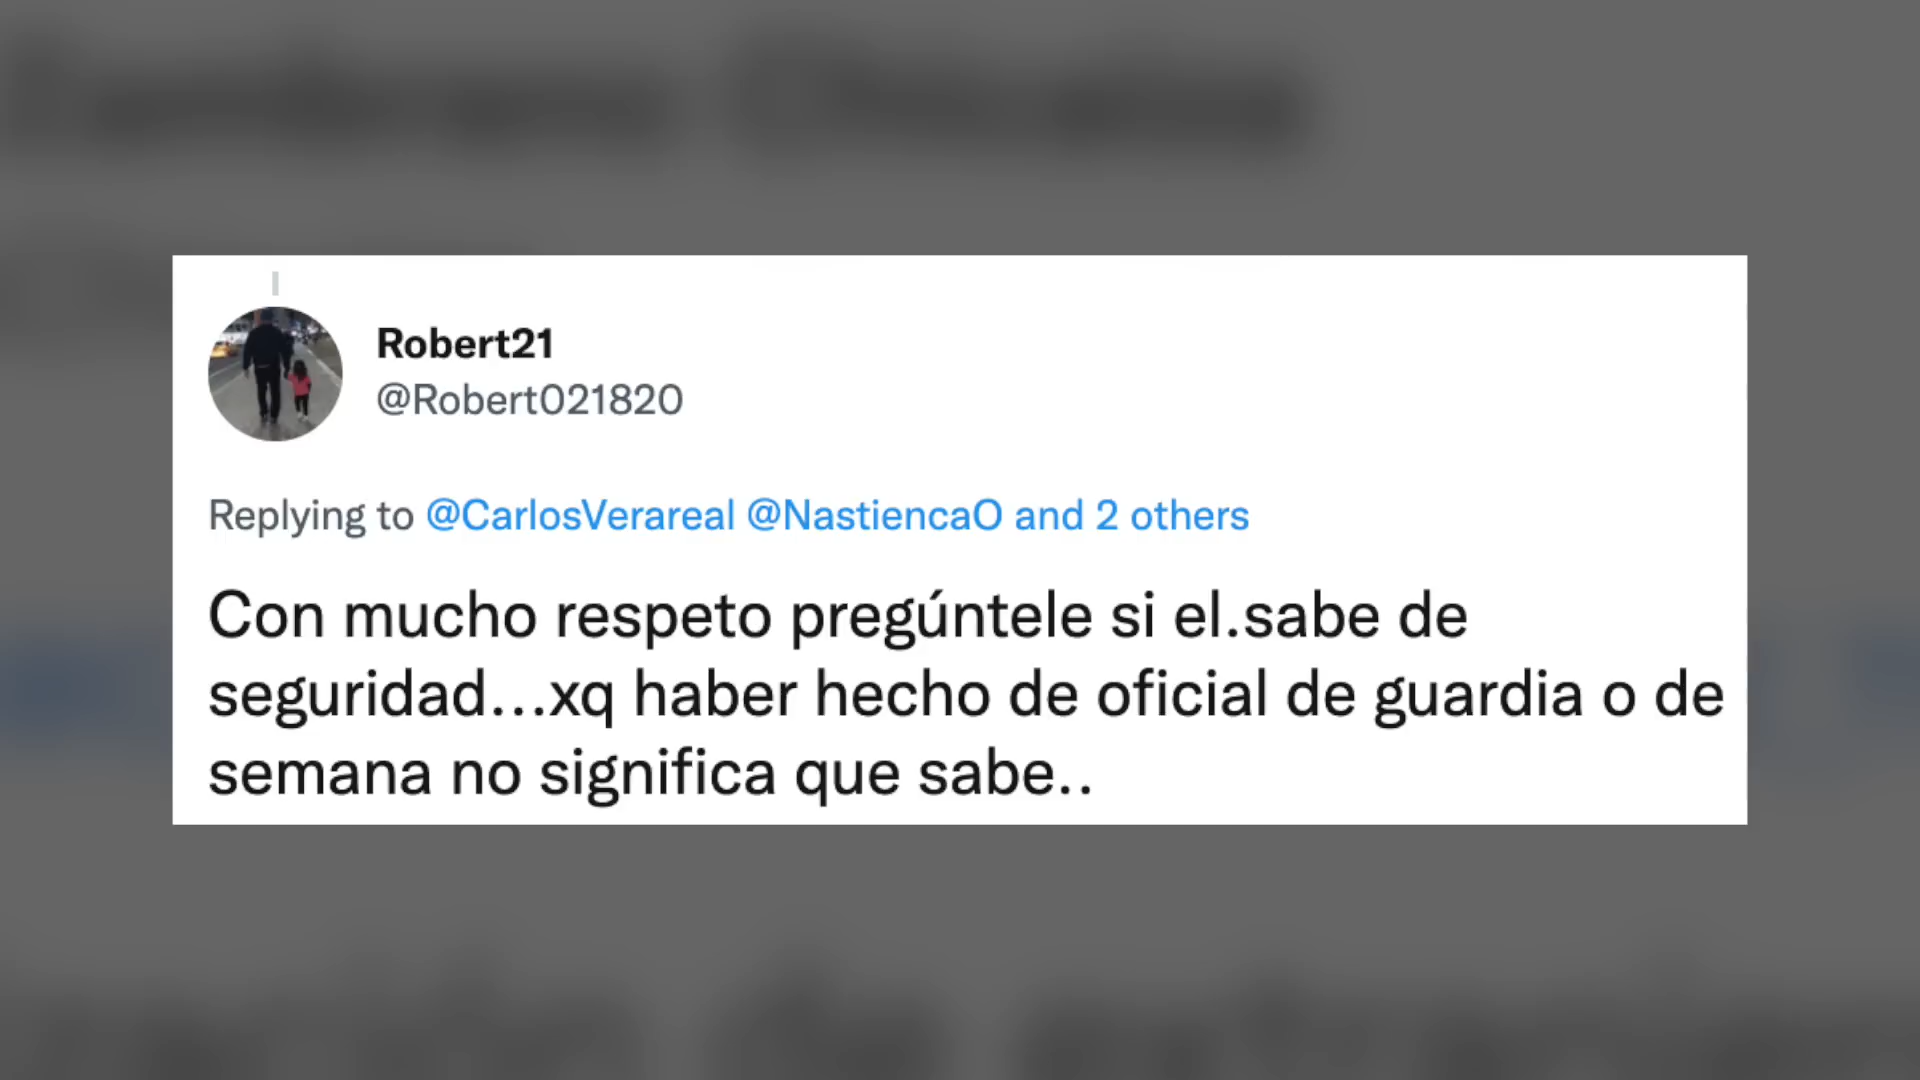 Robert21
@Robert021820
Replying to @CarlosVerareal @NastiencaO and 2 others
Con mucho respeto pregúntele si el.sabe de
seguridad...xq haber hecho de oficial de guardia o de
semana no significa que sabe..